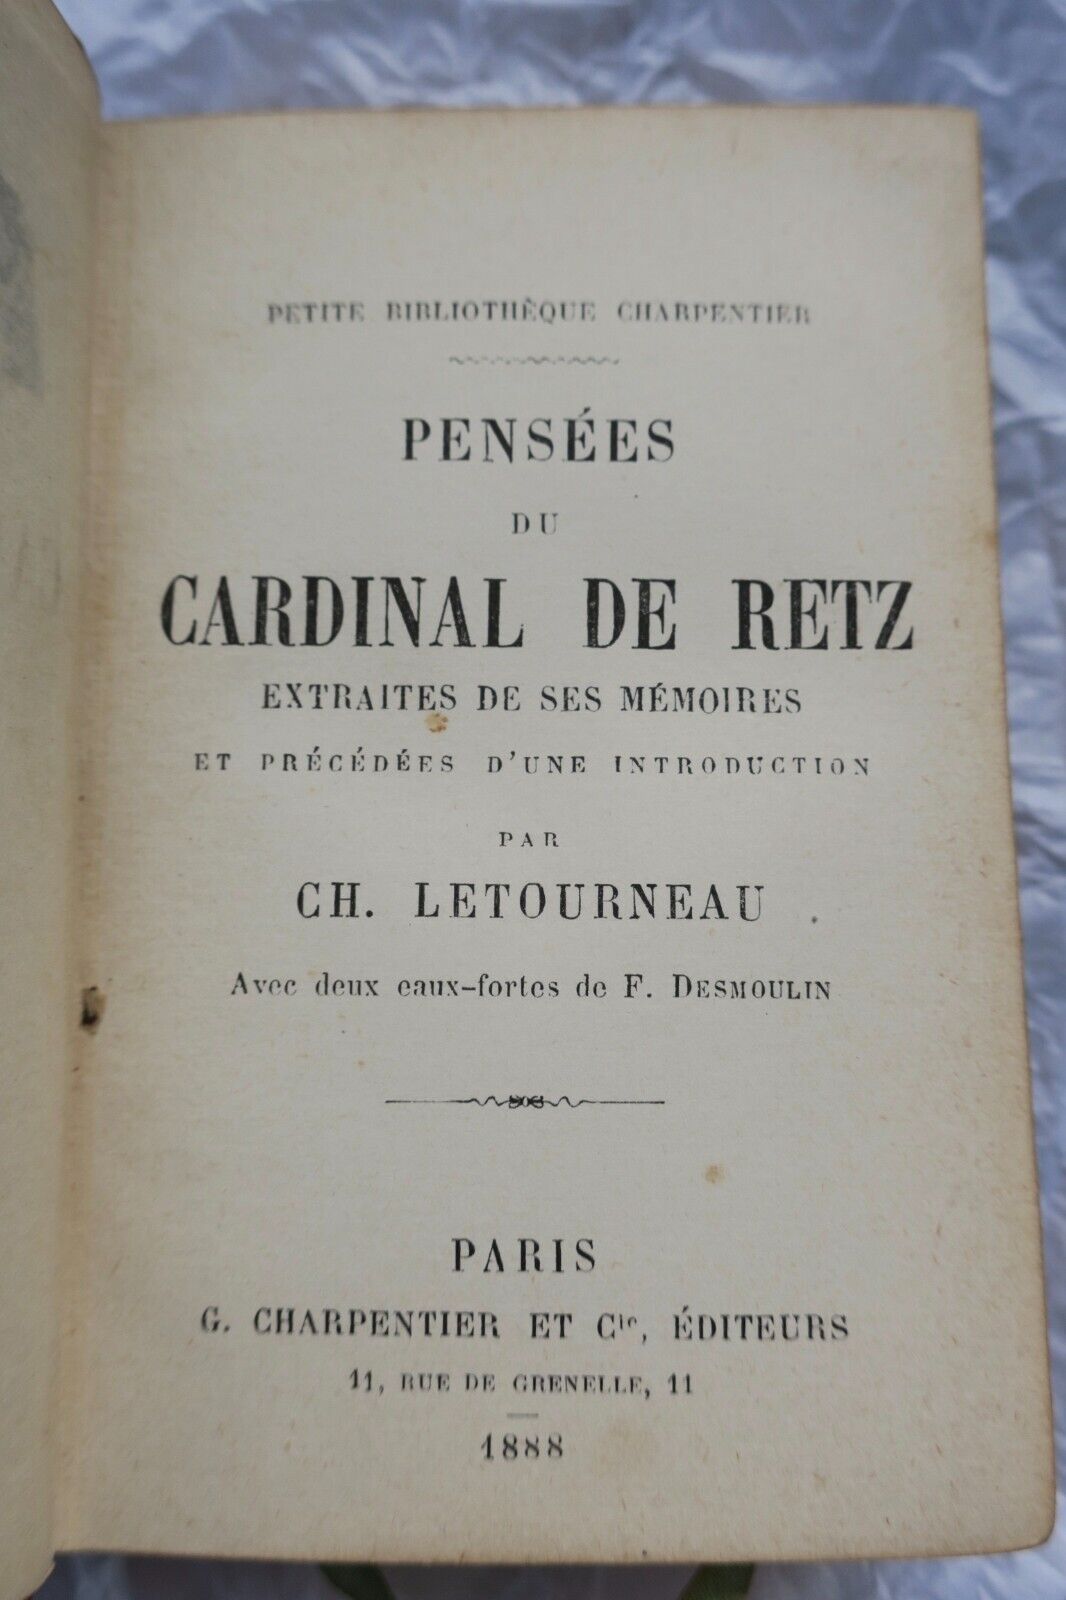 PETITE BIBLIOTHÈQUE CHARPENTIER
PENSÉES
DU
CARDINAL DE RETZ
EXTRAITES DE SES MÉMOIRES
ET PRÉCÉDÉES D'UNE INTRODUCTION
PAR
CH. LETOURNEAU
Avec deux eaux-fortes de F. DESMOULIN
PARIS
G. CHARPENTIER ET Cie, ÉDITEURS
11, RUE DE GRENELLE, 11
1888